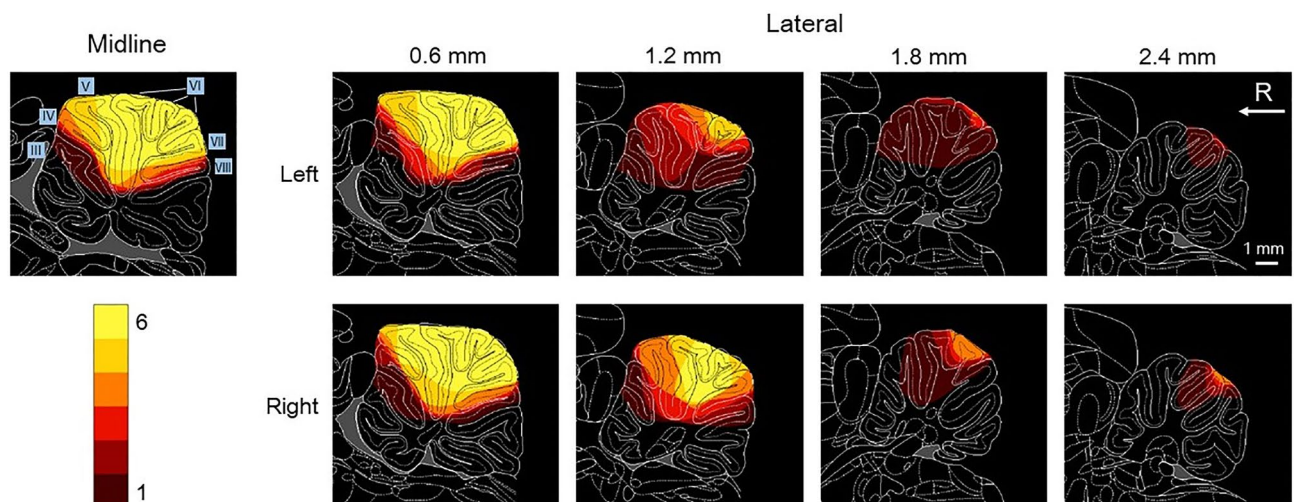 Lateral
Midline
0.6 mm
1.2 mm
1.8 mm
2.4 mm
V
VI
IV
III
VII
VIII
R
Left
1 mm
6
Right
1